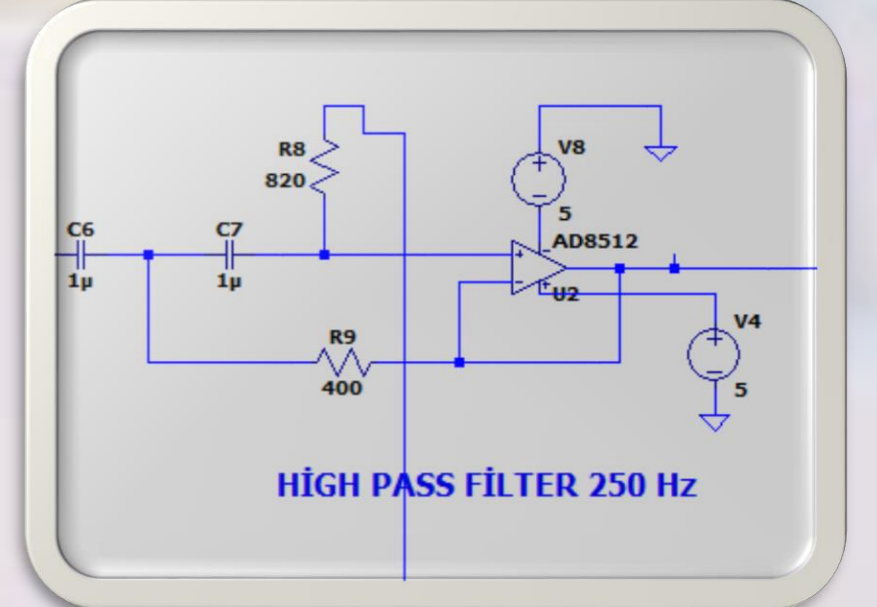 R8
820
V8
5
C6
1µ
C7
1µ
AD8512
U2
R9
400
V4
5
HİGH PASS FİLTER 250 Hz